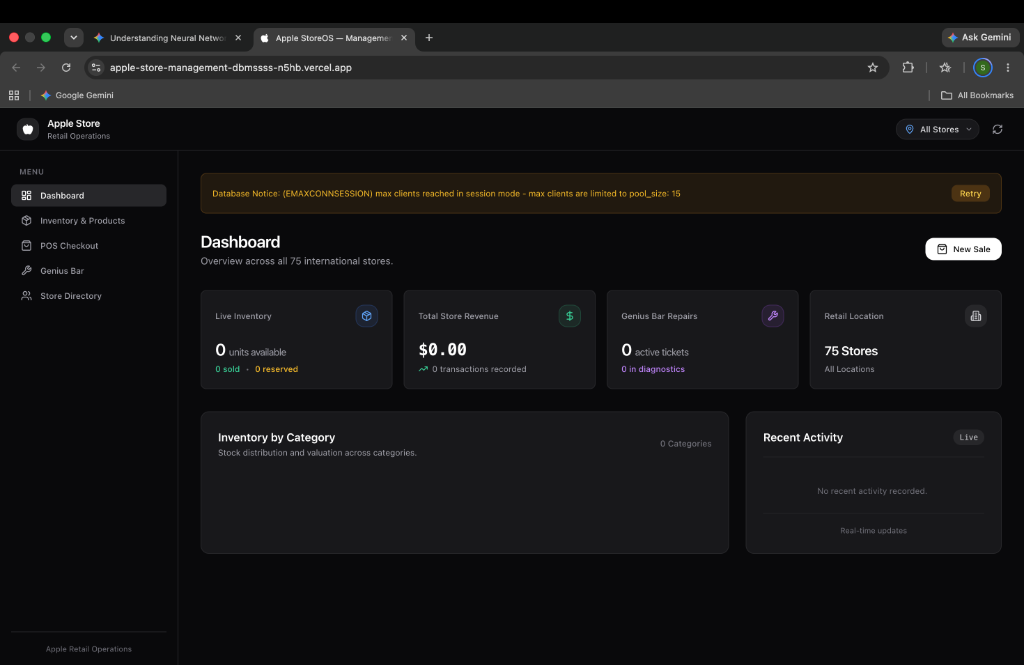 Understanding Neural Netwo
Apple StoreOS — Managemen
Ask Gemini
apple-store-management-dbmssss-n5hb.vercel.app
S
Google Gemini
All Bookmarks
Apple Store
Retail Operations
All Stores
MENU
Dashboard
Inventory & Products
POS Checkout
Genius Bar
Store Directory
Apple Retail Operations
Database Notice: (EMAXCONNSESSION) max clients reached in session mode - max clients are limited to pool_size: 15
Retry
Dashboard
Overview across all 75 international stores.
New Sale
Live Inventory
0 units available
0 sold • 0 reserved
Total Store Revenue
$
$0.00
0 transactions recorded
Genius Bar Repairs
0 active tickets
0 in diagnostics
Retail Location
75 Stores
All Locations
Inventory by Category
Stock distribution and valuation across categories.
0 Categories
Recent Activity
Live
No recent activity recorded.
Real-time updates